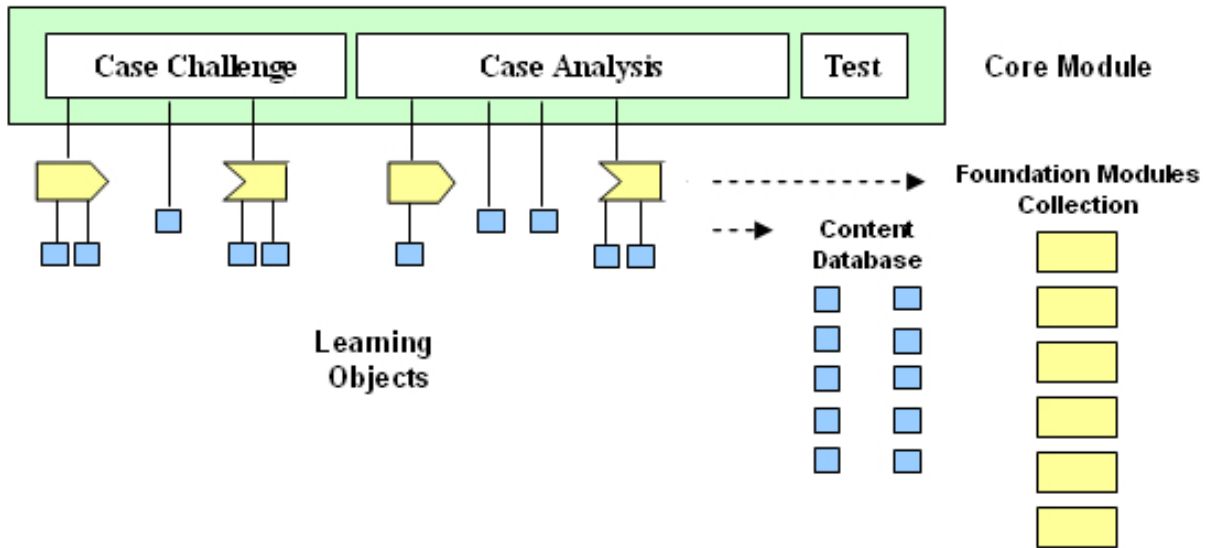 Case Challenge
Case Analysis
Test
Core Module
Foundation Modules
Collection
Content
Database
Learning
Objects